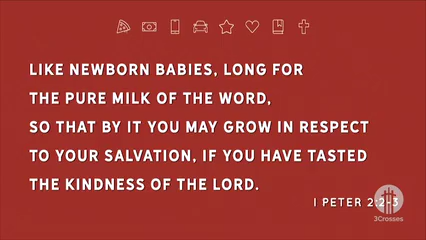 LIKE NEWBORN BABIES, LONG FOR
THE PURE MILK OF THE WORD,
SO THAT BY IT YOU MAY GROW IN RESPECT
TO YOUR SALVATION, IF YOU HAVE TASTED
THE KINDNESS OF THE LORD.
1 PETER 2:2-3
3Crosses